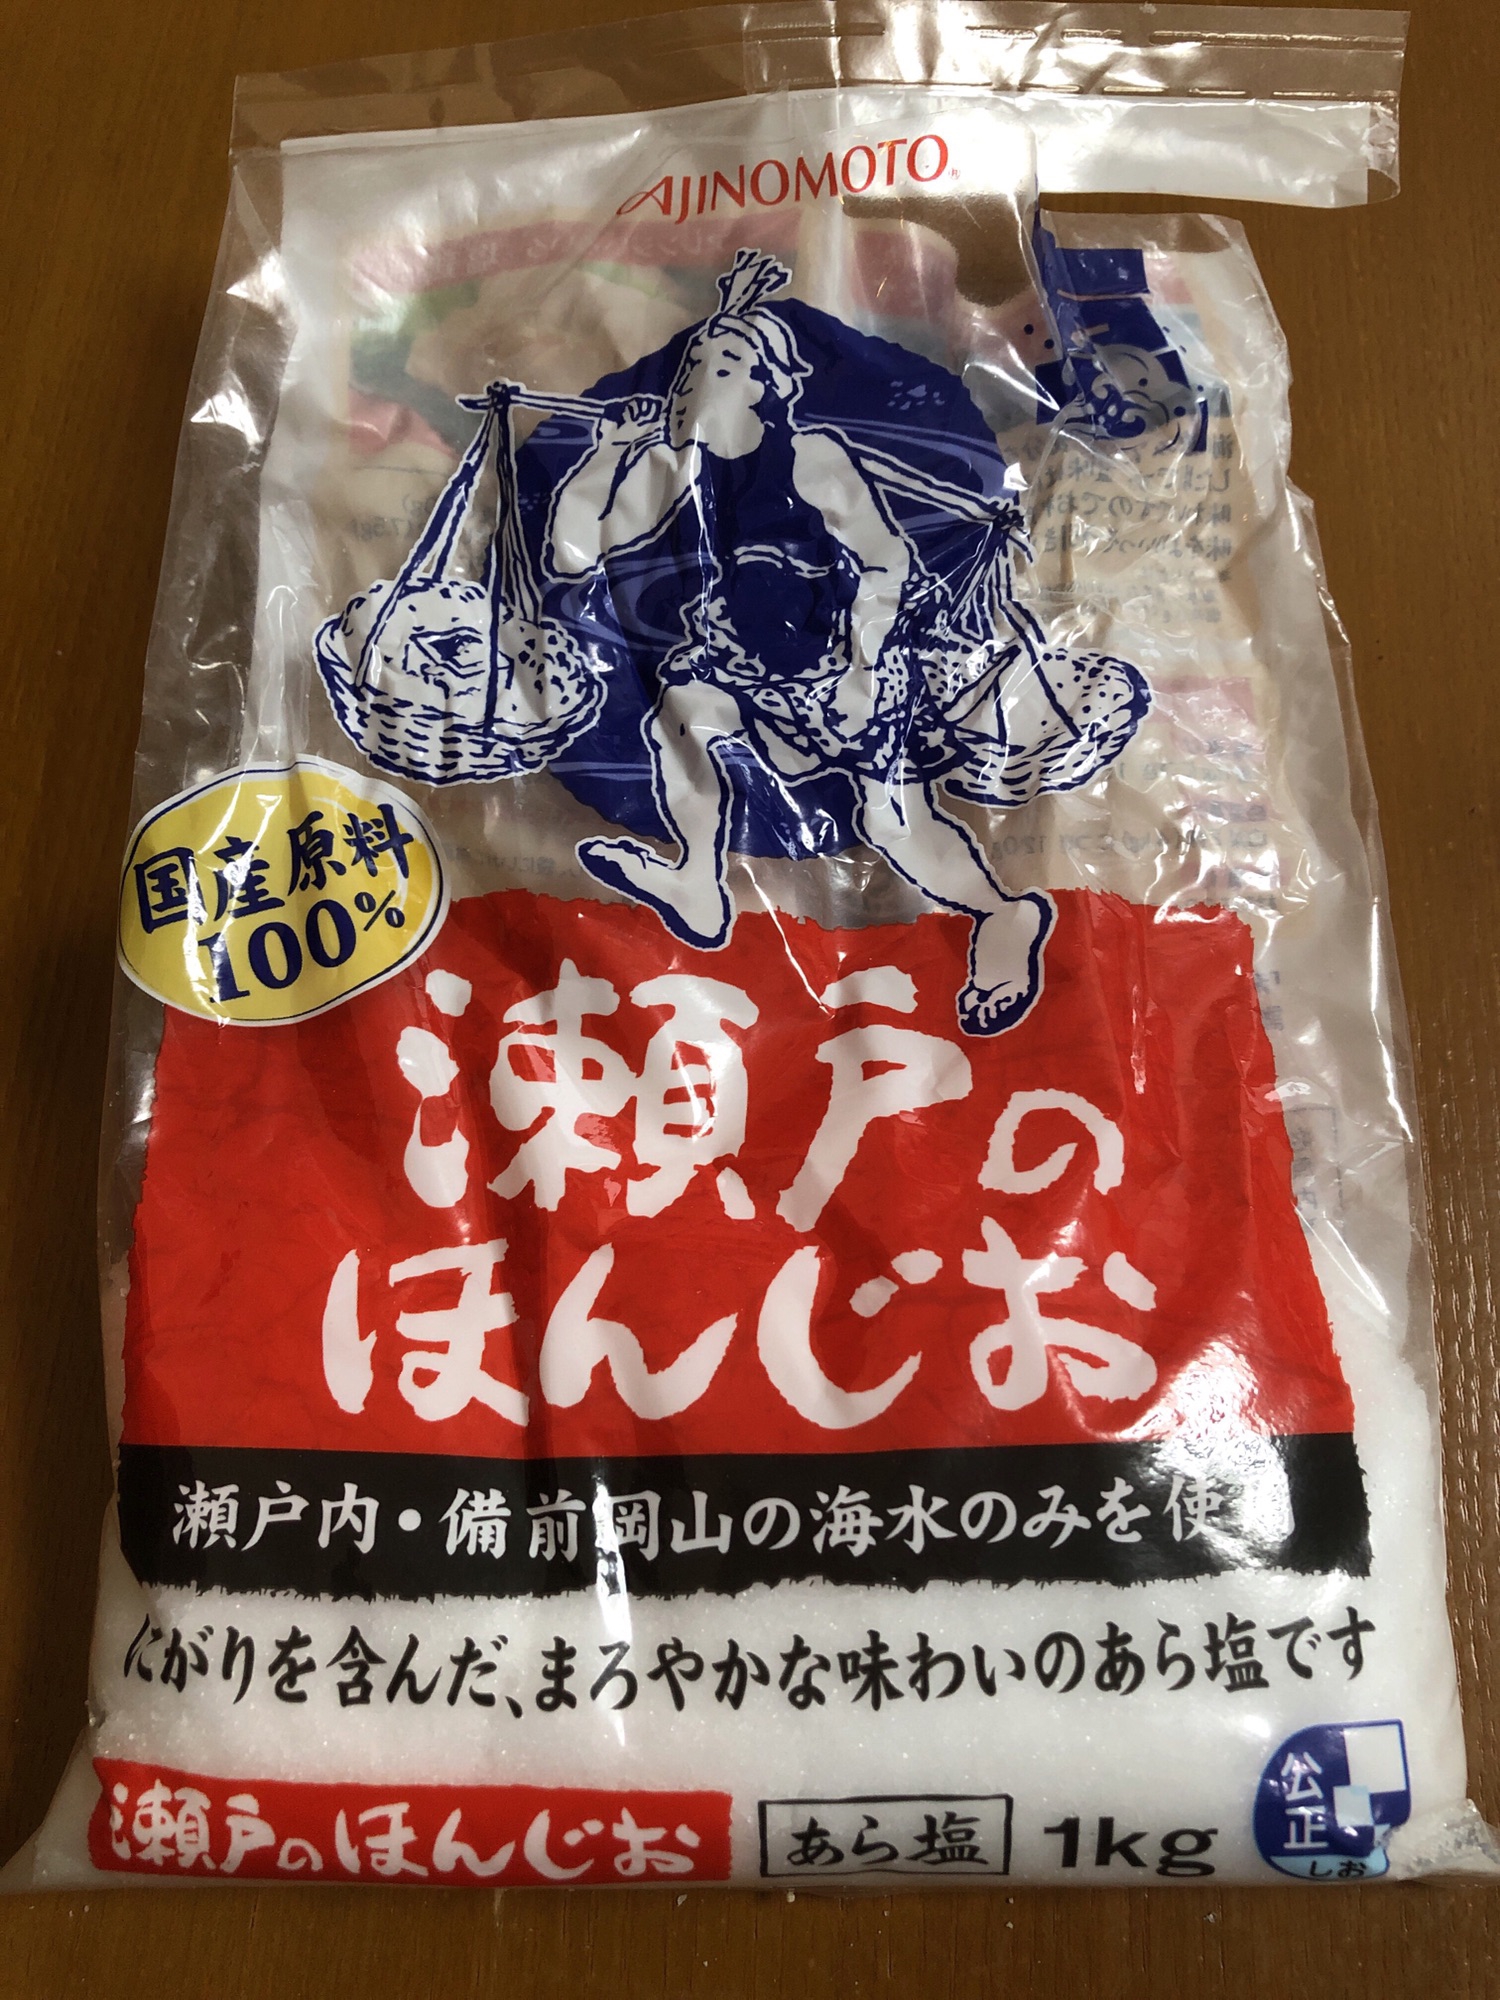 AJINOMOTO®
国産原料
100%
瀬戸の
ほんじお
瀬戸内・備前岡山の海水のみを使
にがりを含んだ、まろやかな味わいのあら塩です
瀬戸のほんじお
あら塩 1kg
公正
しお